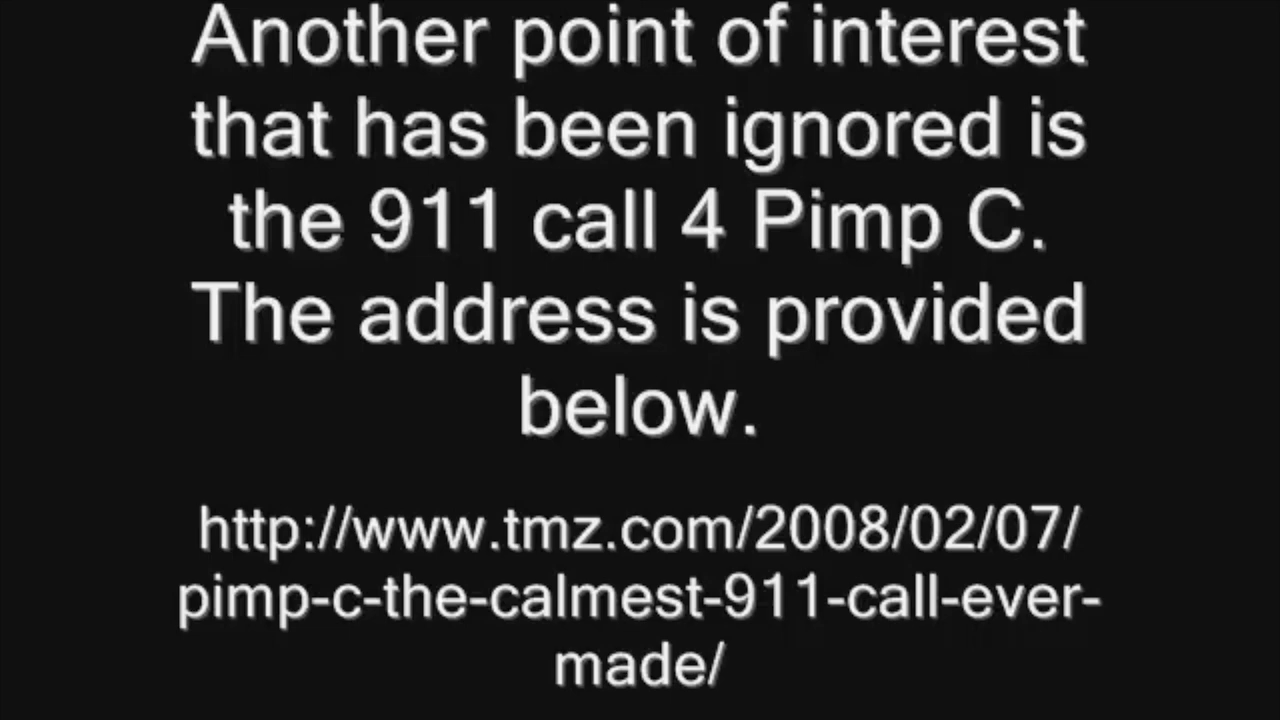 Another point of interest
that has been ignored is
the 911 call 4 Pimp C.
The address is provided
below.
http://www.tmz.com/2008/02/07/
pimp-c-the-calmest-911-call-ever-
made/